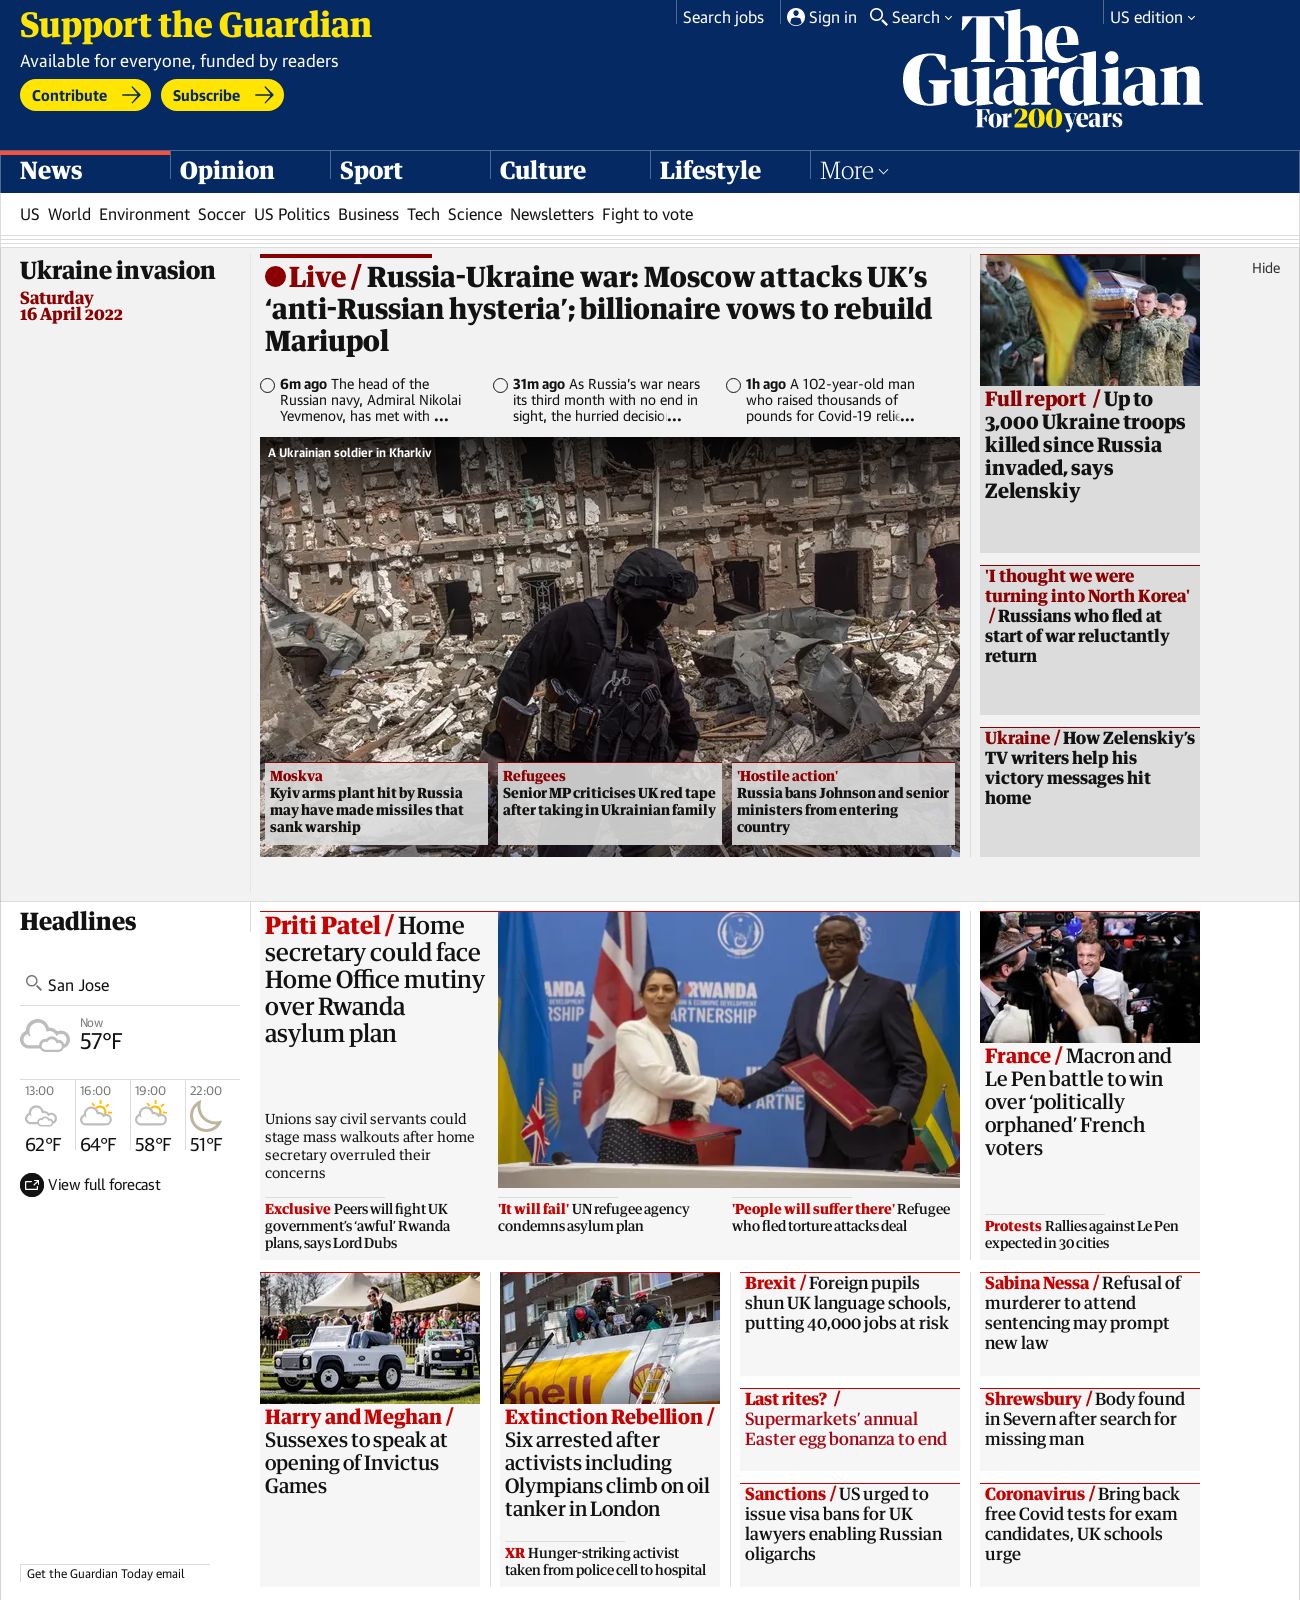 Support the Guardian
Available for everyone, funded by readers
Contribute
Subscribe
Search jobs
Sign in
Search
US edition
The
Guardian
For 200 years
News
Opinion
Sport
Culture
Lifestyle
More
US World Environment Soccer US Politics Business Tech Science Newsletters Fight to vote
Ukraine invasion
Saturday
16 April 2022
Hide
Live / Russia-Ukraine war: Moscow attacks UK’s
‘anti-Russian hysteria’; billionaire vows to rebuild
Mariupol
6m ago The head of the
Russian navy, Admiral Nikolai
Yevmenov, has met with ...
31m ago As Russia’s war nears
its third month with no end in
sight, the hurried decisio...
1h ago A 102-year-old man
who raised thousands of
pounds for Covid-19 relie...
A Ukrainian soldier in Kharkiv
Moskva
Kyiv arms plant hit by Russia
may have made missiles that
sank warship
Refugees
Senior MP criticises UK red tape
after taking in Ukrainian family
'Hostile action'
Russia bans Johnson and senior
ministers from entering
country
Full report / Up to
3,000 Ukraine troops
killed since Russia
invaded, says
Zelenskiy
'I thought we were
turning into North Korea'
/ Russians who fled at
start of war reluctantly
return
Ukraine / How Zelenskiy’s
TV writers help his
victory messages hit
home
Headlines
San Jose
Now
57°F
13:00 16:00 19:00 22:00
62°F 64°F 58°F 51°F
View full forecast
Get the Guardian Today email
Priti Patel / Home
secretary could face
Home Office mutiny
over Rwanda
asylum plan
Unions say civil servants could
stage mass walkouts after home
secretary overruled their
concerns
RWANDA
PARTNERSHIP
Exclusive Peers will fight UK
government’s ‘awful’ Rwanda
plans, says Lord Dubs
'It will fail' UN refugee agency
condemns asylum plan
'People will suffer there' Refugee
who fled torture attacks deal
France / Macron and
Le Pen battle to win
over ‘politically
orphaned’ French
voters
Protests Rallies against Le Pen
expected in 30 cities
Harry and Meghan /
Sussexes to speak at
opening of Invictus
Games
Shell
Extinction Rebellion /
Six arrested after
activists including
Olympians climb on oil
tanker in London
XR Hunger-striking activist
taken from police cell to hospital
Brexit / Foreign pupils
shun UK language schools,
putting 40,000 jobs at risk
Last rites? /
Supermarkets’ annual
Easter egg bonanza to end
Sanctions / US urged to
issue visa bans for UK
lawyers enabling Russian
oligarchs
Sabina Nessa / Refusal of
murderer to attend
sentencing may prompt
new law
Shrewsbury / Body found
in Severn after search for
missing man
Coronavirus / Bring back
free Covid tests for exam
candidates, UK schools
urge